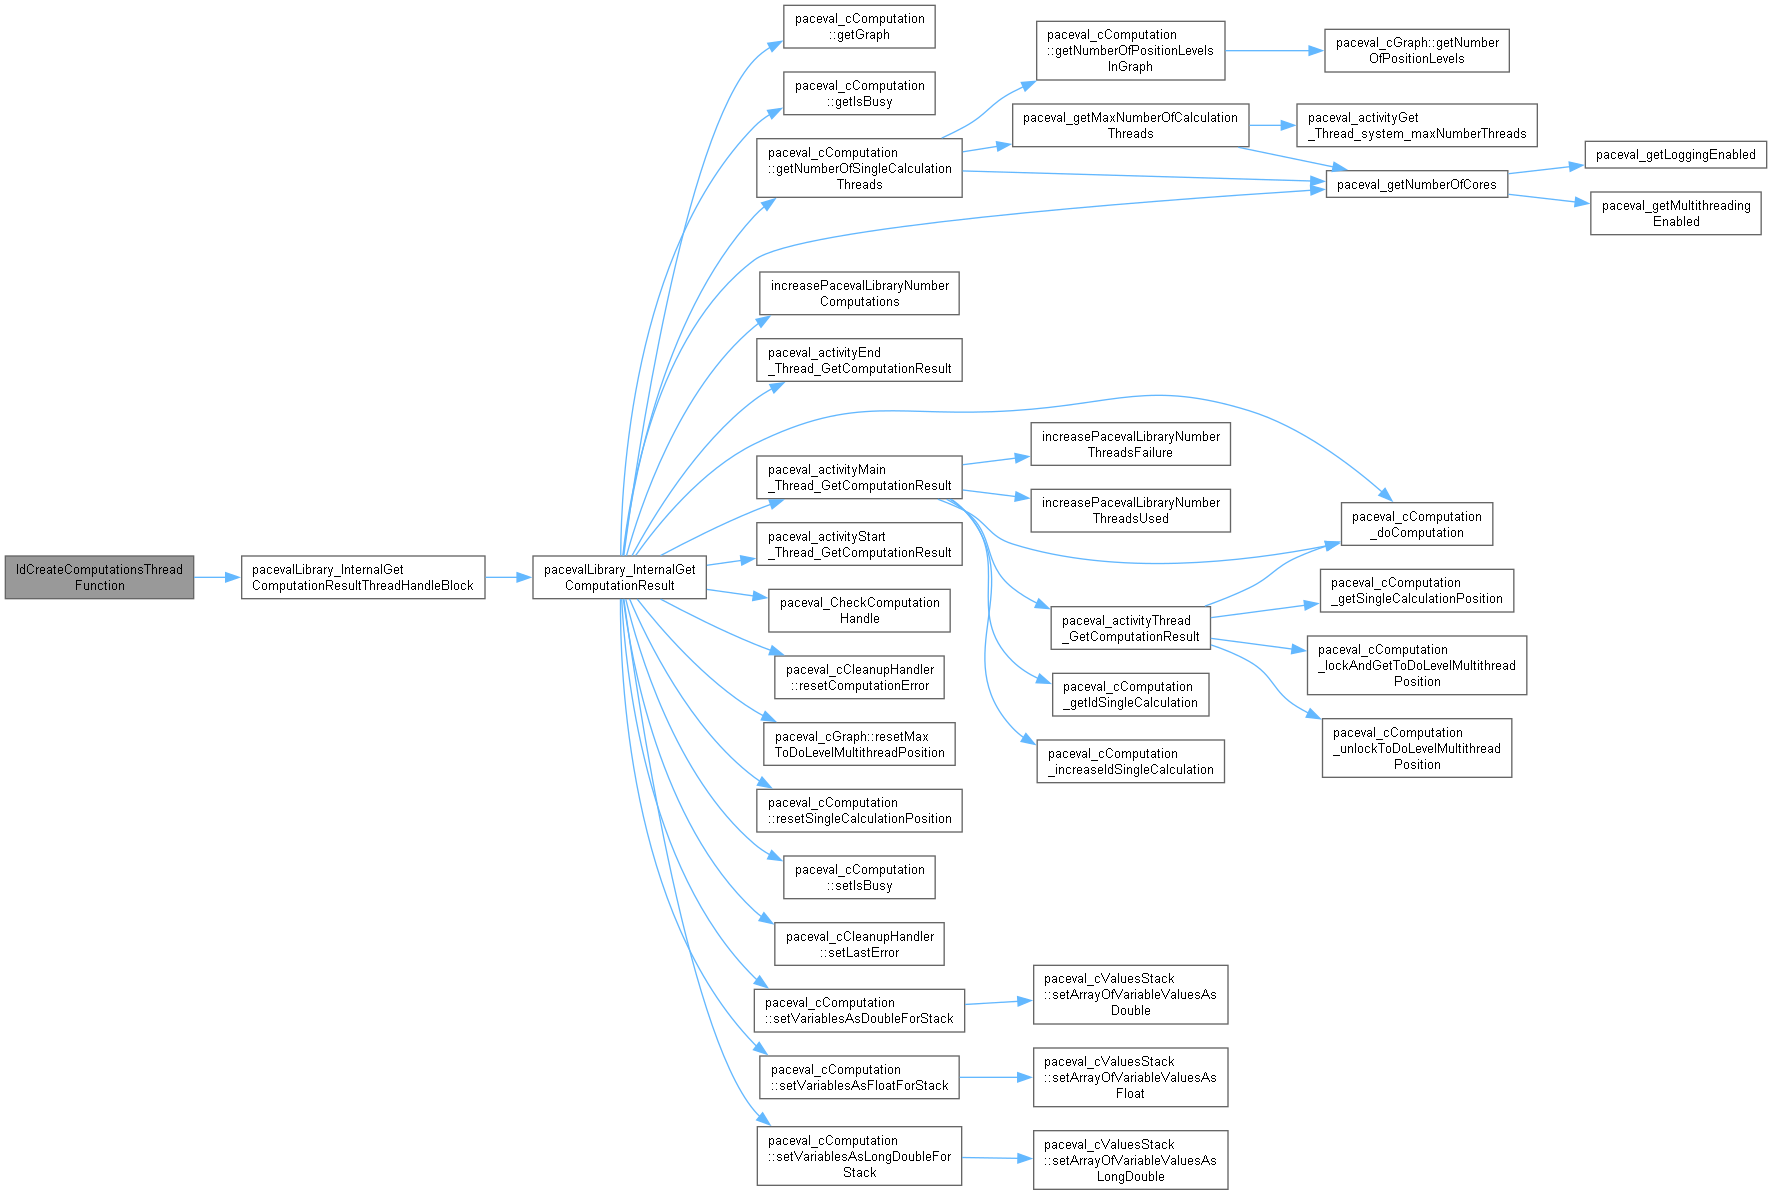 IdCreateComputationsThread
Function
pacevalLibrary_InternalGet
ComputationResultThreadHandleBlock
pacevalLibrary_InternalGet
ComputationResult
paceval_cComputation
::getGraph
paceval_cComputation
::getIsBusy
paceval_cComputation
::getNumberOfSingleCalculation
Threads
increasePacevalLibraryNumber
Computations
paceval_activityEnd
_Thread_GetComputationResult
paceval_activityMain
_Thread_GetComputationResult
paceval_activityStart
_Thread_GetComputationResult
paceval_CheckComputation
Handle
paceval_cCleanupHandler
::resetComputationError
paceval_cGraph::resetMax
ToDoLevelMultithreadPosition
paceval_cComputation
::resetSingleCalculationPosition
paceval_cComputation
::setIsBusy
paceval_cCleanupHandler
::setLastError
paceval_cComputation
::setVariablesAsDoubleForStack
paceval_cComputation
::setVariablesAsFloatForStack
paceval_cComputation
::setVariablesAsLongDoubleFor
Stack
paceval_cComputation
::getNumberOfPositionLevels
InGraph
paceval_getMaxNumberOfCalculation
Threads
increasePacevalLibraryNumber
ThreadsFailure
increasePacevalLibraryNumber
ThreadsUsed
paceval_activityThread
_GetComputationResult
paceval_cComputation
_getIdSingleCalculation
paceval_cComputation
_increaseIdSingleCalculation
paceval_cValuesStack
::setArrayOfVariableValuesAs
Double
paceval_cValuesStack
::setArrayOfVariableValuesAs
Float
paceval_cValuesStack
::setArrayOfVariableValuesAs
LongDouble
paceval_cGraph::getNumber
OfPositionLevels
paceval_activityGet
_Thread_system_maxNumberThreads
paceval_getNumberOfCores
paceval_cComputation
_doComputation
paceval_cComputation
_getSingleCalculationPosition
paceval_cComputation
_lockAndGetToDoLevelMultithread
Position
paceval_cComputation
_unlockToDoLevelMultithread
Position
paceval_getLoggingEnabled
paceval_getMultithreading
Enabled